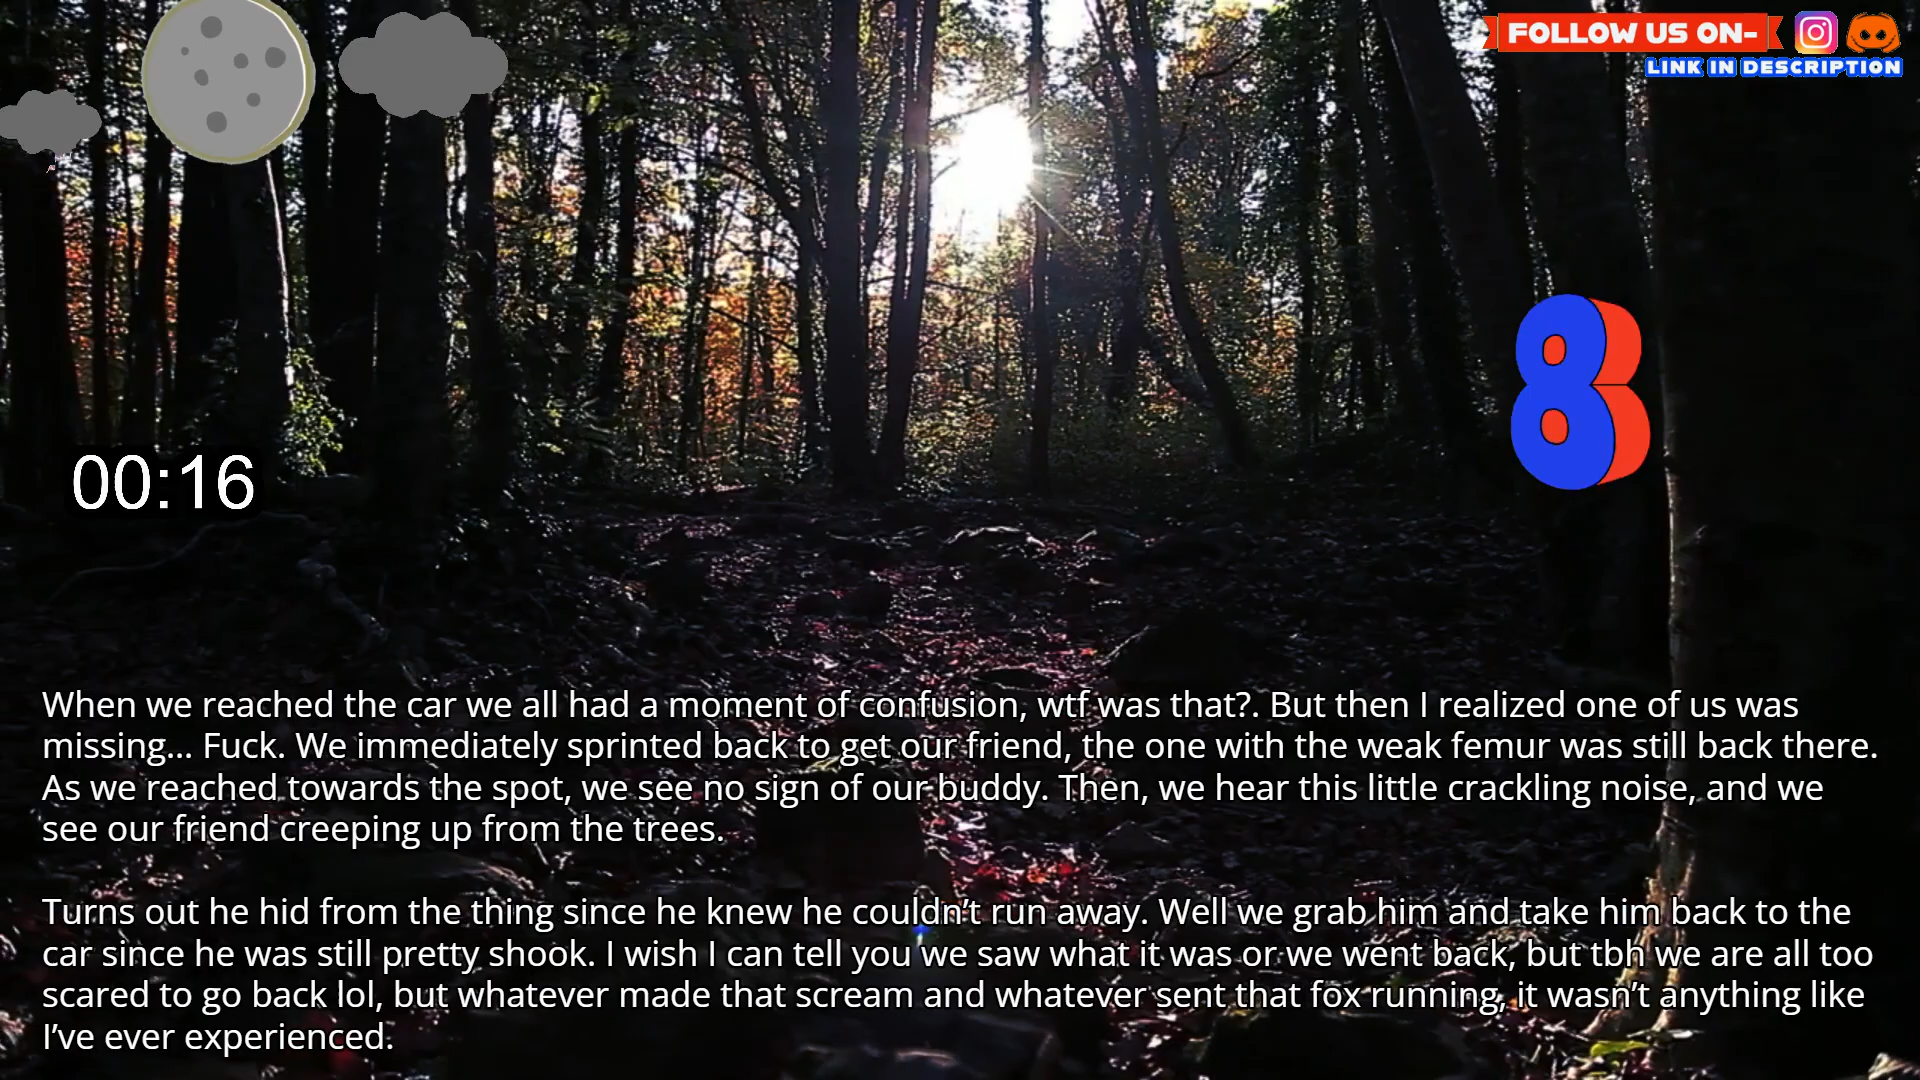 FOLLOW US ON-
LINK IN DESCRIPTION
8
00:16
When we reached the car we all had a moment of confusion, wtf was that?. But then I realized one of us was
missing... Fuck. We immediately sprinted back to get our friend, the one with the weak femur was still back there.
As we reached towards the spot, we see no sign of our buddy. Then, we hear this little crackling noise, and we
see our friend creeping up from the trees.
Turns out he hid from the thing since he knew he couldn’t run away. Well we grab him and take him back to the
car since he was still pretty shook. I wish I can tell you we saw what it was or we went back, but tbh we are all too
scared to go back lol, but whatever made that scream and whatever sent that fox running, it wasn’t anything like
I’ve ever experienced.